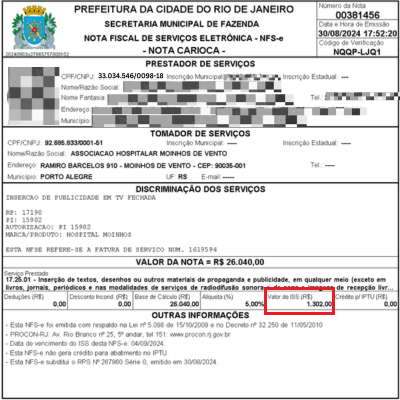 PREFEITURA DA CIDADE DO RIO DE JANEIRO
SECRETARIA MUNICIPAL DE FAZENDA
NOTA FISCAL DE SERVIÇOS ELETRÔNICA - NFS-e
- NOTA CARIOCA -
Número da Nota
00381456
Data e Hora de Emissão
30/08/2024 17:52:20
Código de Verificação
NQQP-LJQ1
PRESTADOR DE SERVIÇOS
CPF/CNPJ: 33.034.546/0098-18 Inscrição Municipal: Inscrição Estadual: ----
Nome/Razão Social:
Nome Fantasia Tel.:
Endereço
Município:
TOMADOR DE SERVIÇOS
CPF/CNPJ: 92.685.833/0001-51 Inscrição Municipal: ---- Inscrição Estadual: ----
Nome/Razão Social: ASSOCIACAO HOSPITALAR MOINHOS DE VENTO
Endereço: RAMIRO BARCELOS 910 - MOINHOS DE VENTO - CEP: 90035-001 Tel.: ----
Município: PORTO ALEGRE UF RS E-mail: -----
DISCRIMINAÇÃO DOS SERVIÇOS
INSERCAO DE PUBLICIDADE EM TV FECHADA
RP: 17190
PI: 15902
AUTORIZACAO: PI 15902
MARCA/PRODUTO: HOSPITAL MOINHOS
ESTA NFSE REFERE-SE A FATURA DE SERVICO NUM. 1619594
VALOR DA NOTA = R$ 26.040,00
Serviço Prestado
17.25.01 - Inserção de textos, desenhos ou outros materiais de propaganda e publicidade, em qualquer meio (exceto em
livros, jornais, periódicos e nas modalidades de serviços de radiodifusão sonora e de sons e imagens de recepção livr...
Deduções (R$) Desconto Incond. (R$) Base de Cálculo (R$) Alíquota (%) Valor do ISS (R$) Crédito p/ IPTU (R$)
0,00 0,00 26.040,00 5,00% 1.302,00 0,00
OUTRAS INFORMAÇÕES
- Esta NFS-e foi emitida com respaldo na Lei nº 5.098 de 15/10/2009 e no Decreto nº 32.250 de 11/05/2010
- PROCON-RJ: Av. Rio Branco nº 25, 5º andar, tel 151: www.procon.rj.gov.br
- Data de vencimento do ISS desta NFS-e: 04/09/2024.
- Esta NFS-e não gera crédito para abatimento no IPTU.
- Esta NFS-e substitui o RPS Nº 267960 Série 0, emitido em 30/08/2024.